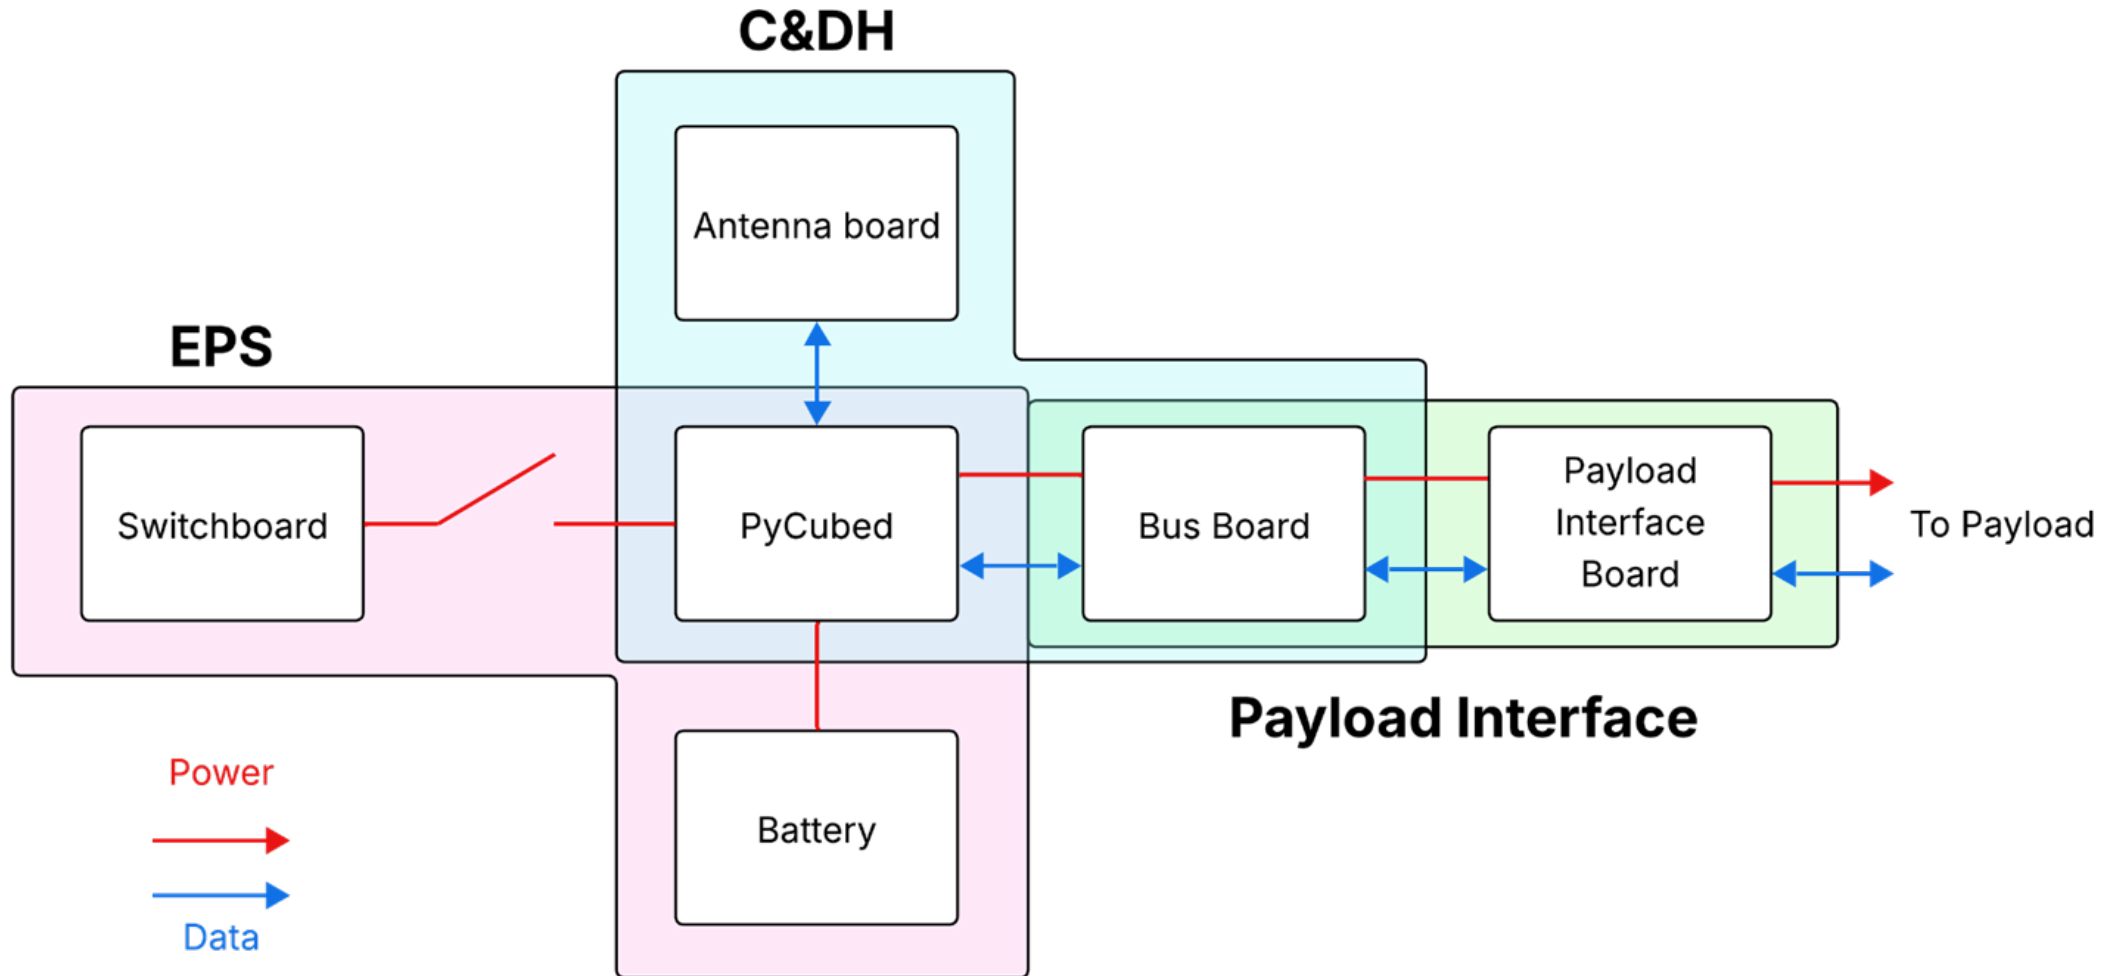 C&DH
Antenna board
EPS
Switchboard
PyCubed
Bus Board
Payload
Interface
Board
To Payload
Payload Interface
Battery
Power
Data